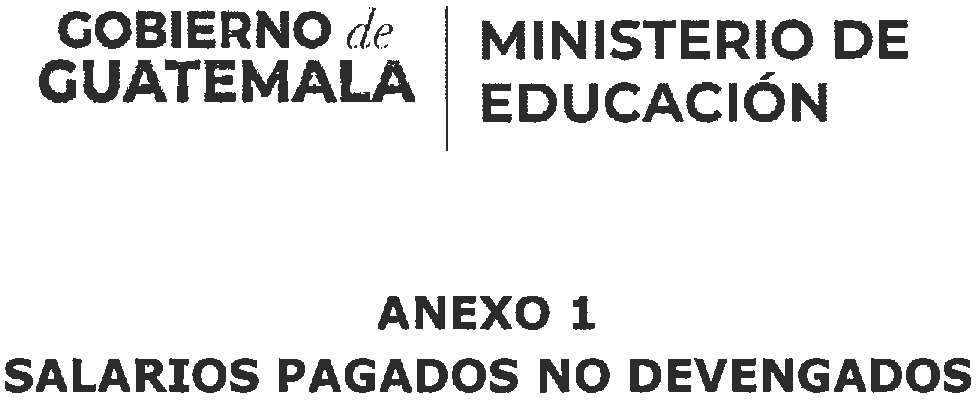 GOBIERNO de
GUATEMALA
MINISTERIO DE
EDUCACIÓN
ANEXO 1
SALARIOS PAGADOS NO DEVENGADOS